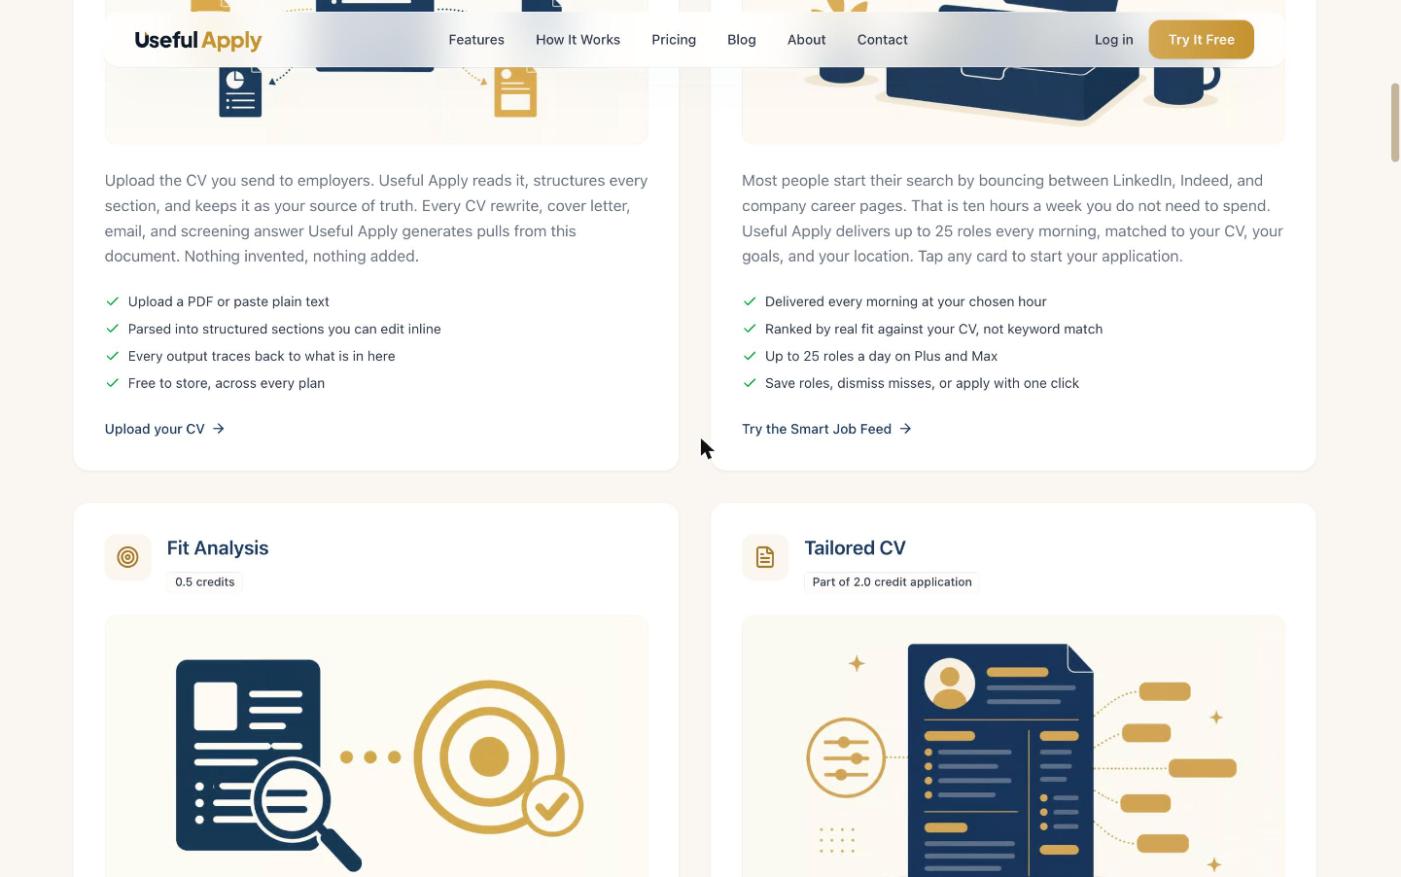 Useful Apply
Features
How It Works
Pricing
Blog
About
Contact
Log in
Try It Free
Upload the CV you send to employers. Useful Apply reads it, structures every
section, and keeps it as your source of truth. Every CV rewrite, cover letter,
email, and screening answer Useful Apply generates pulls from this
document. Nothing invented, nothing added.
Upload a PDF or paste plain text
Parsed into structured sections you can edit inline
Every output traces back to what is in here
Free to store, across every plan
Upload your CV →
Most people start their search by bouncing between LinkedIn, Indeed, and
company career pages. That is ten hours a week you do not need to spend.
Useful Apply delivers up to 25 roles every morning, matched to your CV, your
goals, and your location. Tap any card to start your application.
Delivered every morning at your chosen hour
Ranked by real fit against your CV, not keyword match
Up to 25 roles a day on Plus and Max
Save roles, dismiss misses, or apply with one click
Try the Smart Job Feed →
Fit Analysis
0.5 credits
Tailored CV
Part of 2.0 credit application